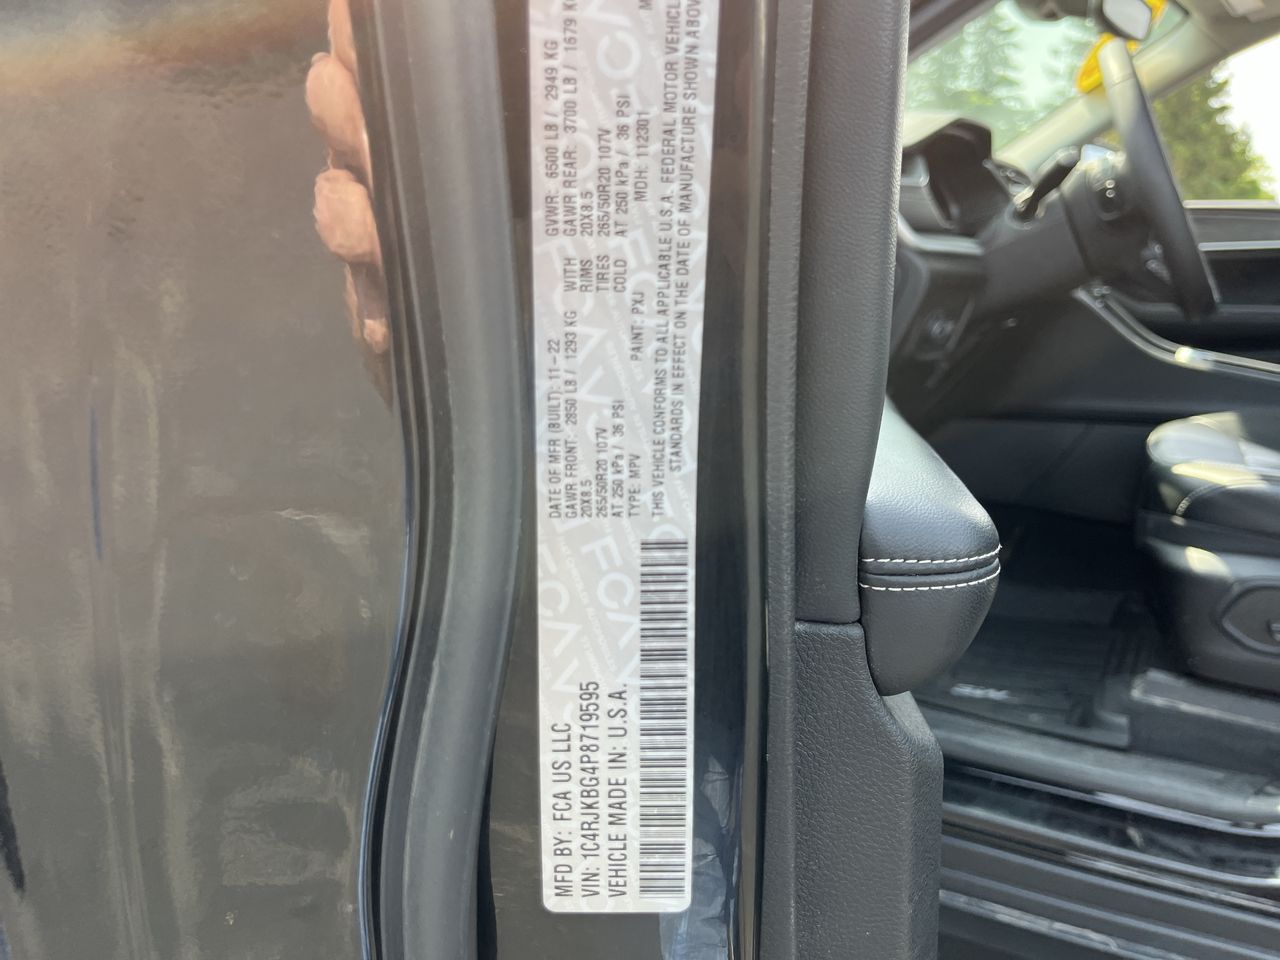 MFD BY: FCA US LLC
VIN: 1C4RJKBG4P8719595
VEHICLE MADE IN: U.S.A.
DATE OF MFR (BUILT): 11-22 GVWR: 6500 LB / 2949 KG
GAWR FRONT: 2850 LB / 1293 KG WITH GAWR REAR: 3700 LB / 1679 KG
20X8.5 RIMS 20X8.5
265/50R20 107V TIRES 265/50R20 107V
AT 250 kPa / 36 PSI COLD AT 250 kPa / 36 PSI
TYPE: MPV PAINT: PXJ MDH: 112301
THIS VEHICLE CONFORMS TO ALL APPLICABLE U.S.A. FEDERAL MOTOR VEHICLE
STANDARDS IN EFFECT ON THE DATE OF MANUFACTURE SHOWN ABOVE